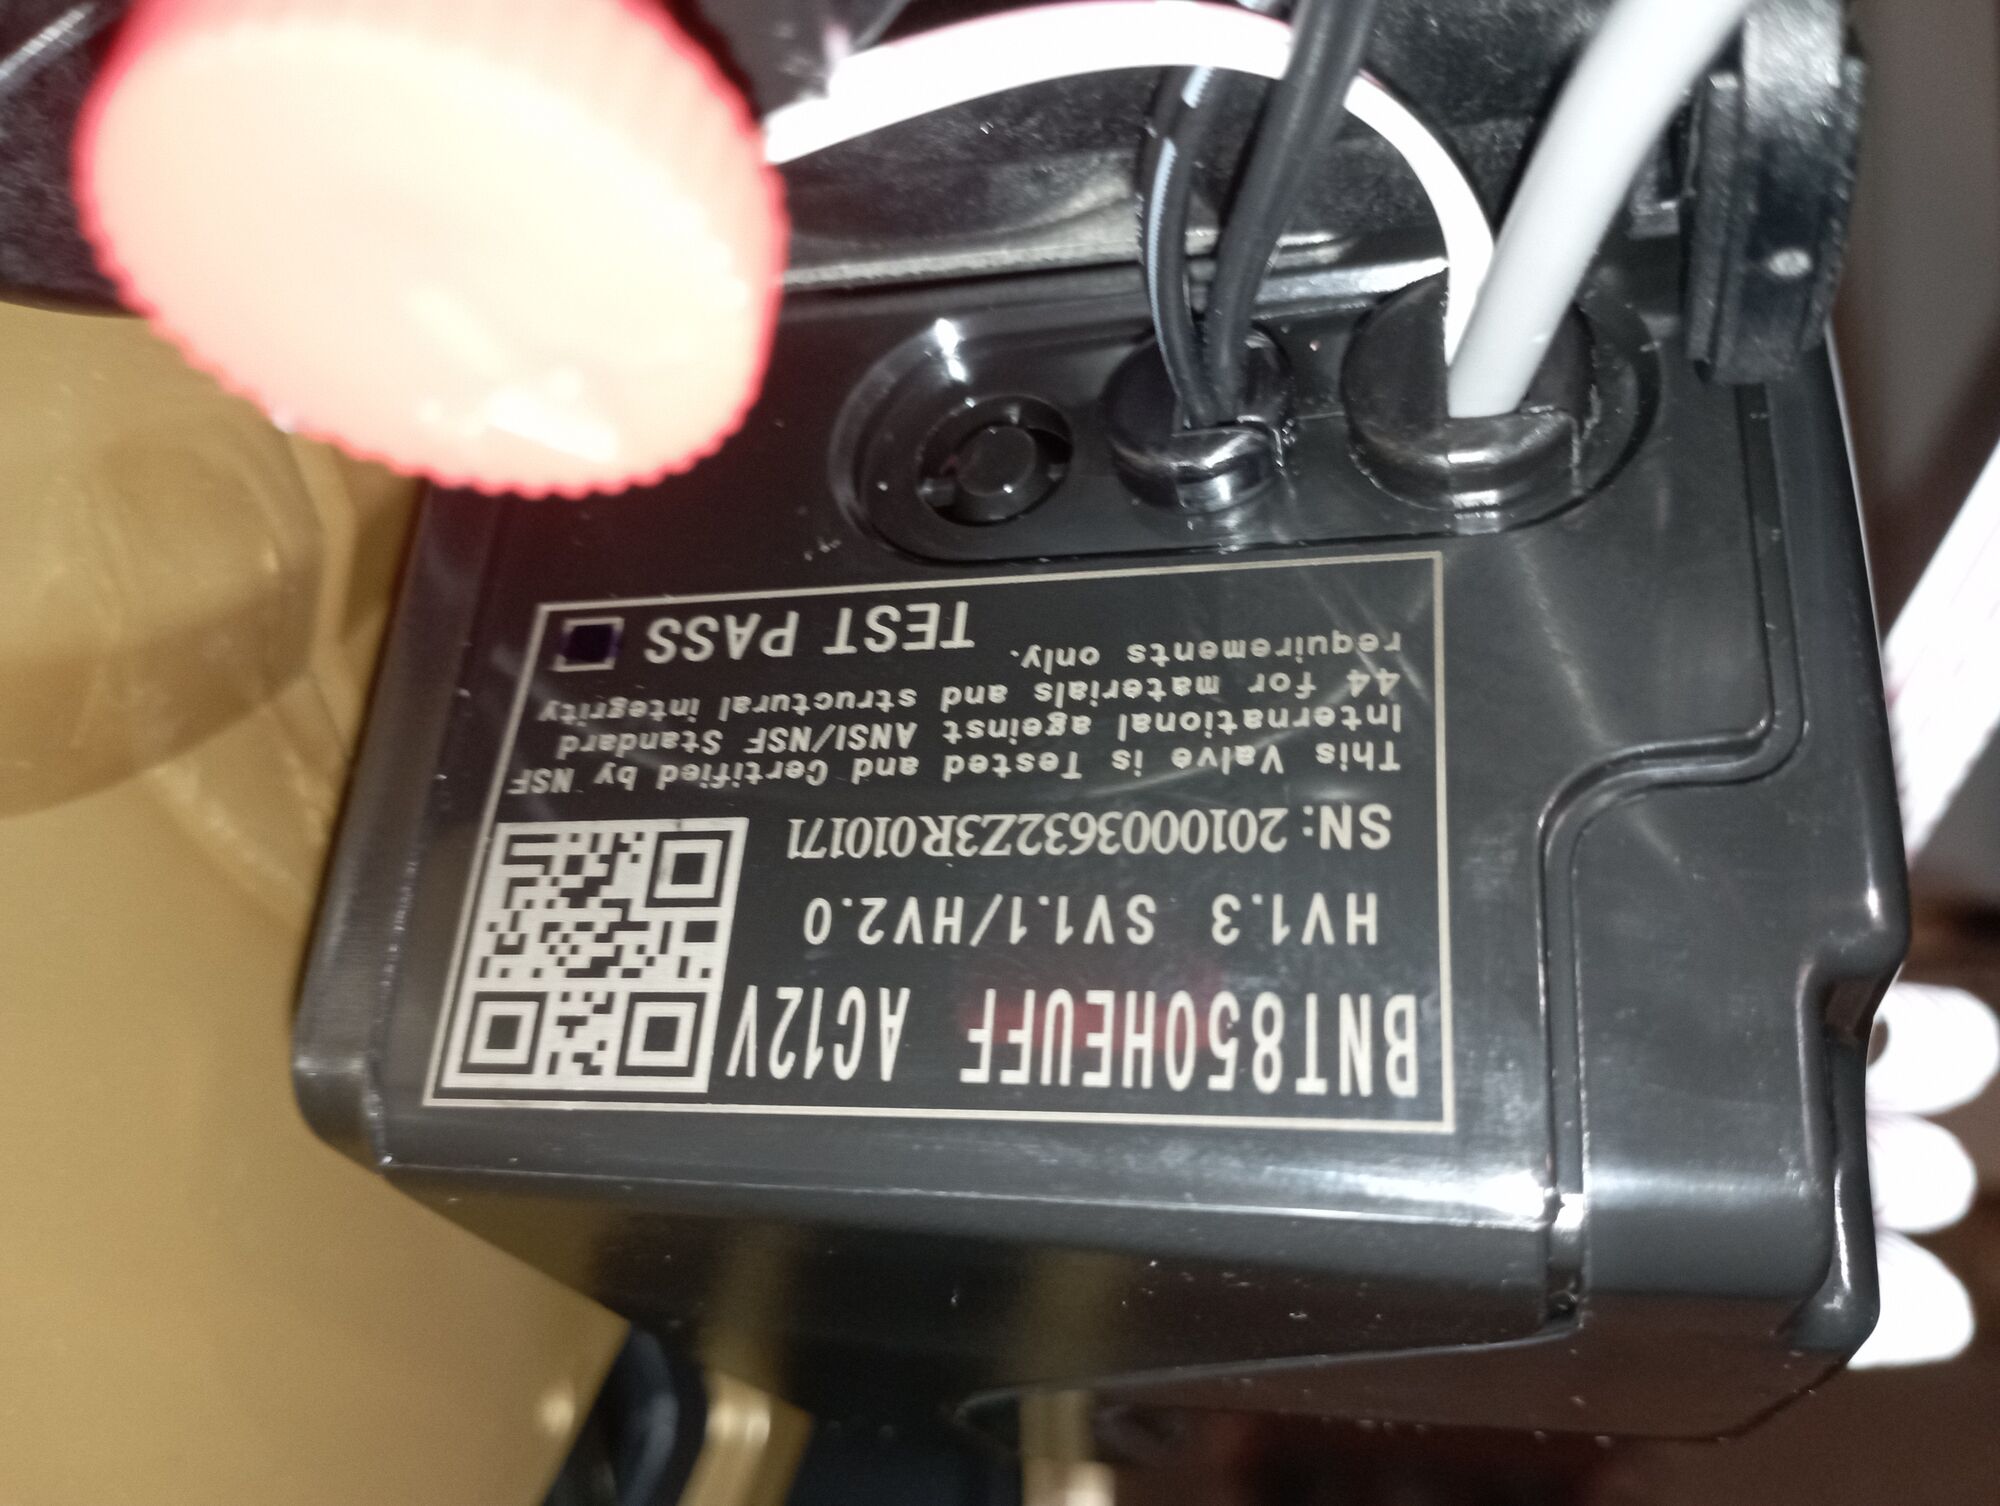 BNT850HEUFF AC12V
HV1.3 SV1.1/HV2.0
SN: 2010003632Z3R010171
This Valve is Tested and Certified by NSF
International against ANSI/NSF Standard
44 for materials and structural integrity
requirements only.
TEST PASS